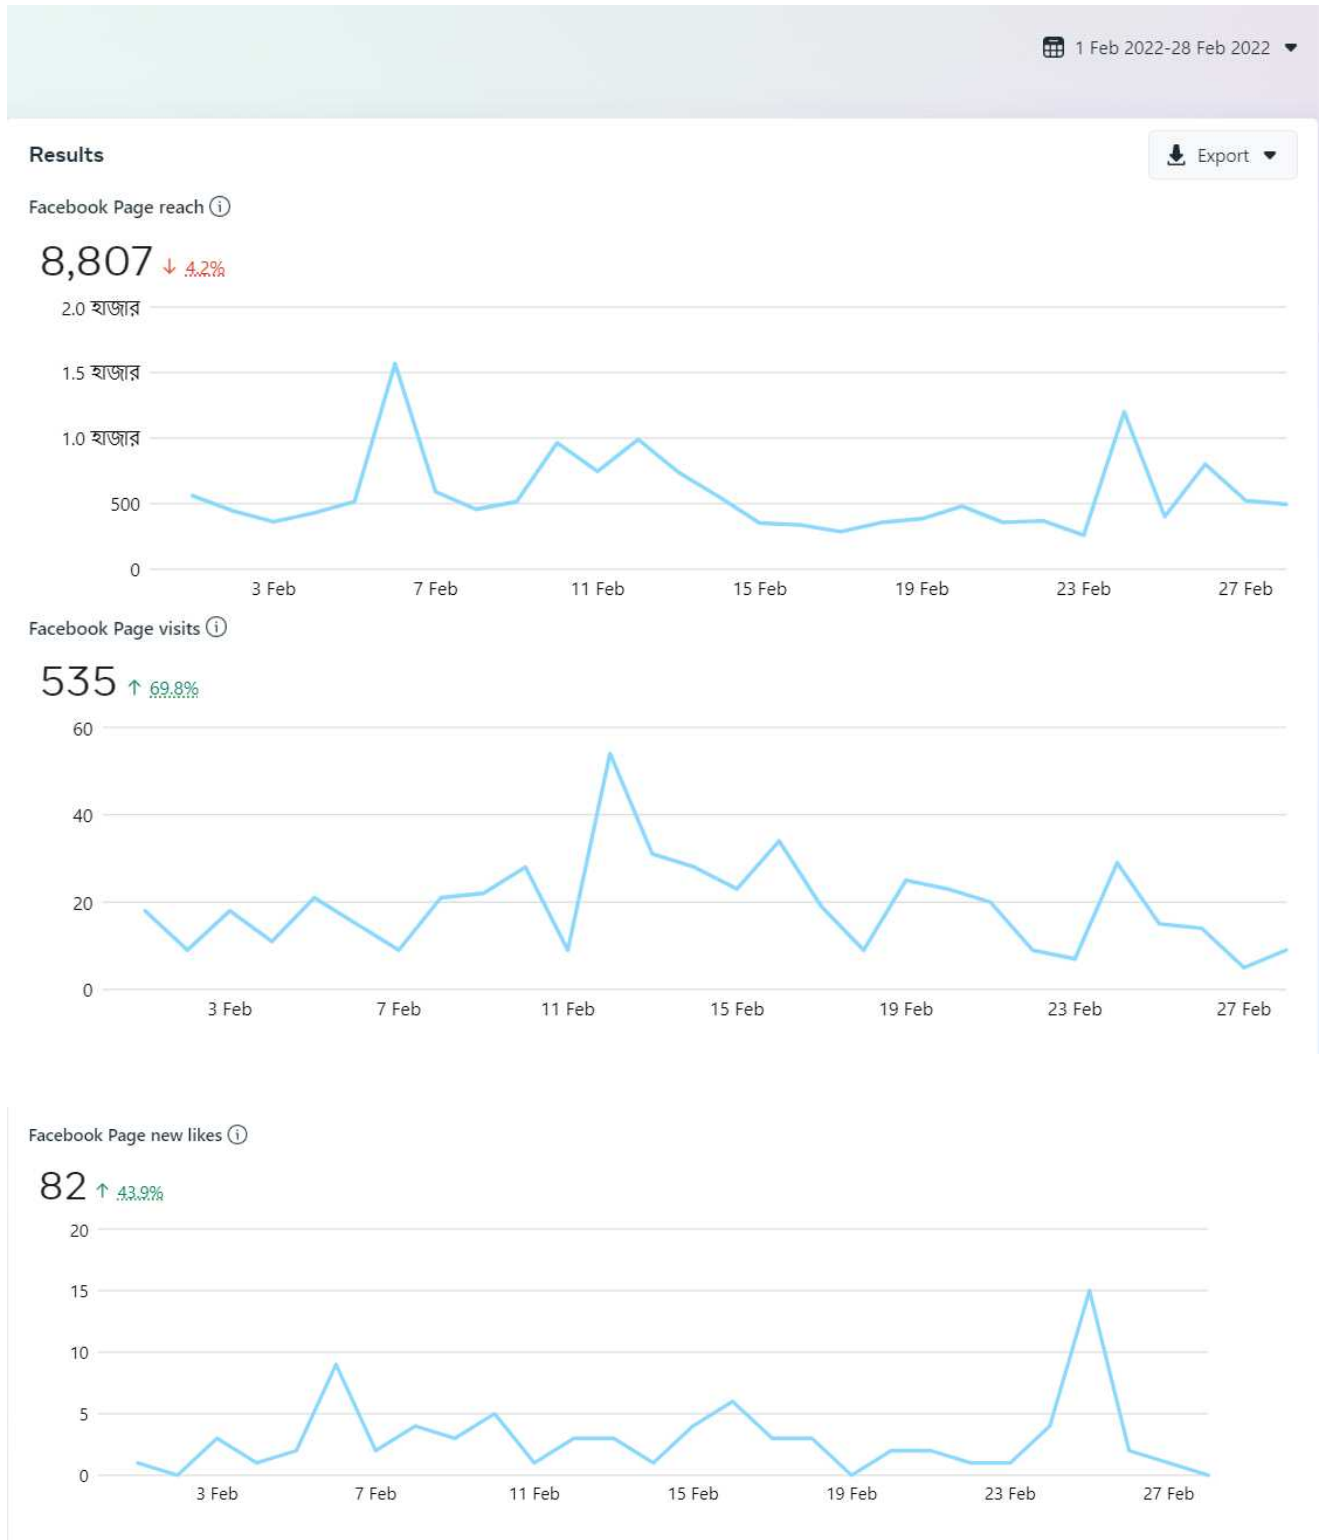 1 Feb 2022-28 Feb 2022
Results
Export
Facebook Page reach
8,807 ↓ 4.2%
2.0 হাজার
1.5 হাজার
1.0 হাজার
500
0
3 Feb 7 Feb 11 Feb 15 Feb 19 Feb 23 Feb 27 Feb
Facebook Page visits
535 ↑ 69.8%
60
40
20
0
3 Feb 7 Feb 11 Feb 15 Feb 19 Feb 23 Feb 27 Feb
Facebook Page new likes
82 ↑ 43.9%
20
15
10
5
0
3 Feb 7 Feb 11 Feb 15 Feb 19 Feb 23 Feb 27 Feb